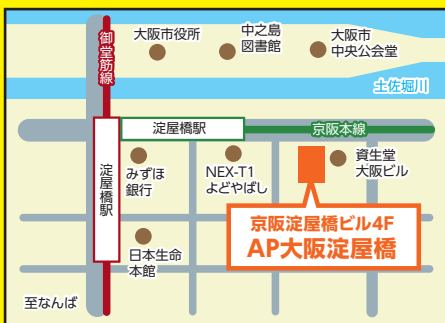 御堂筋線
大阪市役所
中之島
図書館
大阪市
中央公会堂
土佐堀川
淀屋橋駅
京阪本線
淀屋橋駅
みずほ
銀行
NEX-T1
よどやばし
資生堂
大阪ビル
京阪淀屋橋ビル4F
AP大阪淀屋橋
日本生命
本館
至なんば